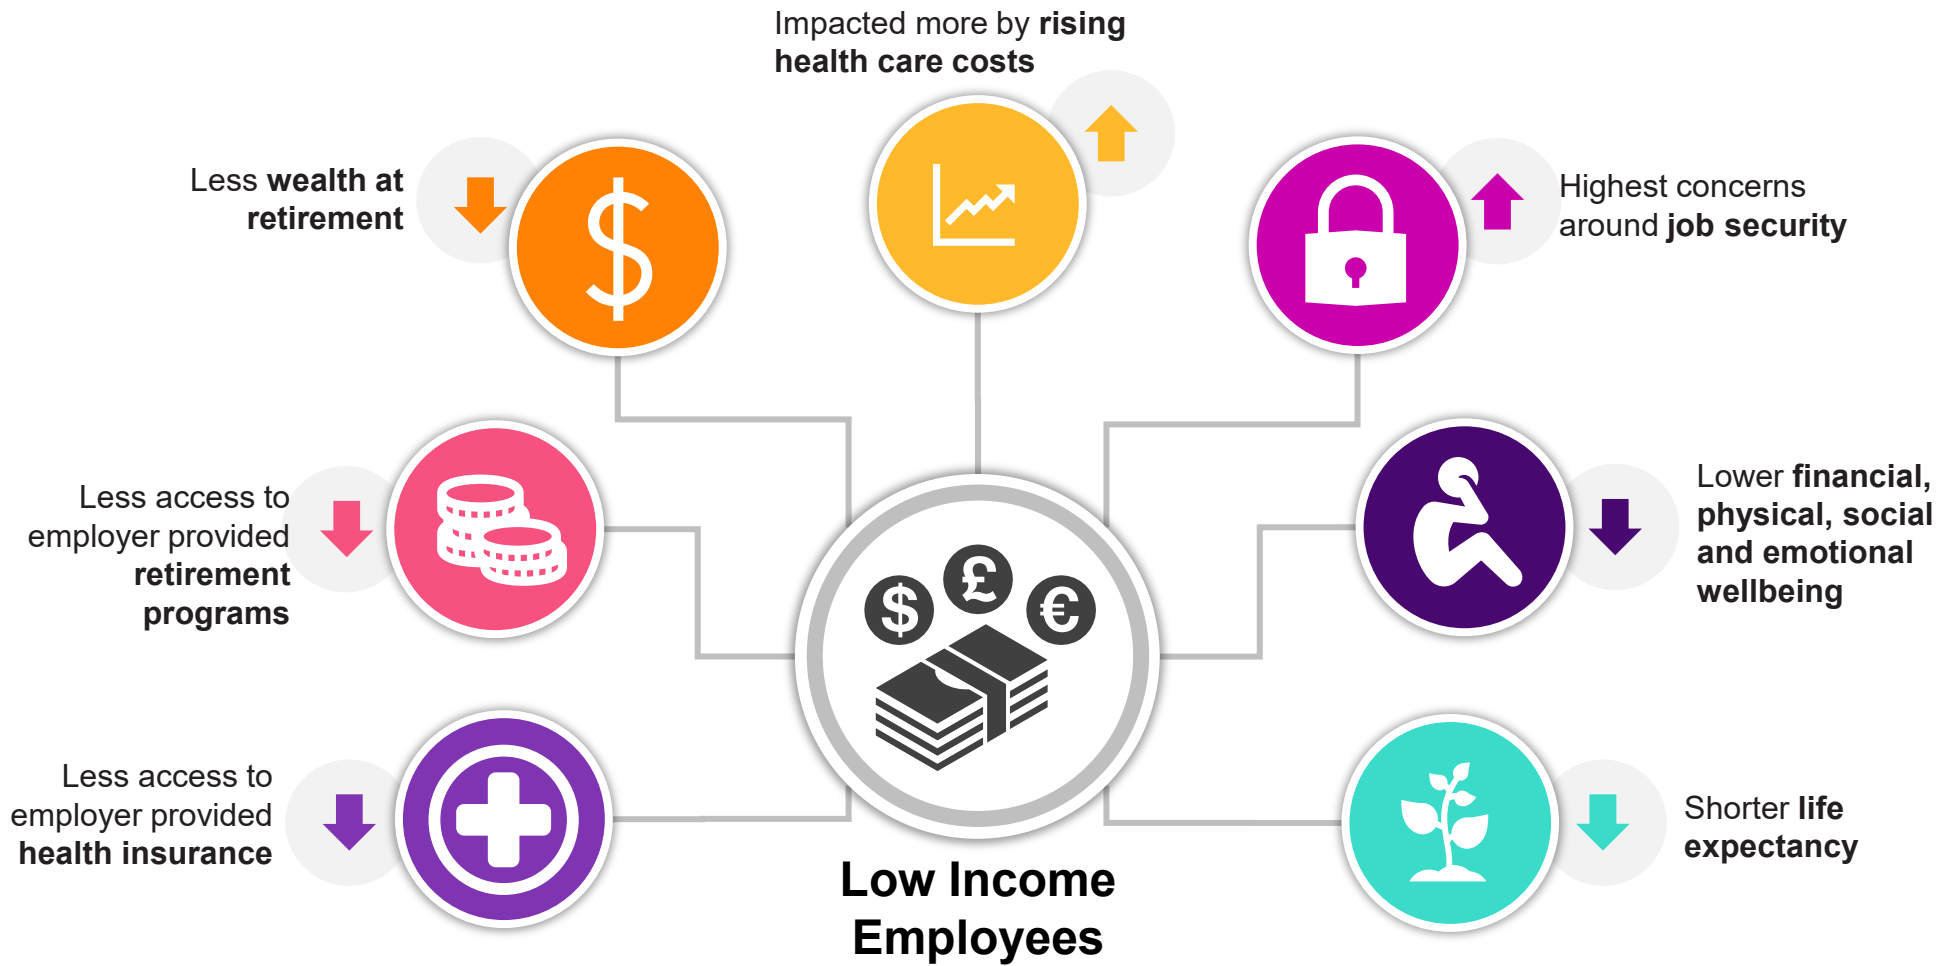 Impacted more by rising
health care costs
Less wealth at
retirement
Highest concerns
around job security
Less access to
employer provided
retirement
programs
Lower financial,
physical, social
and emotional
wellbeing
$ £ €
Less access to
employer provided
health insurance
Shorter life
expectancy
Low Income
Employees